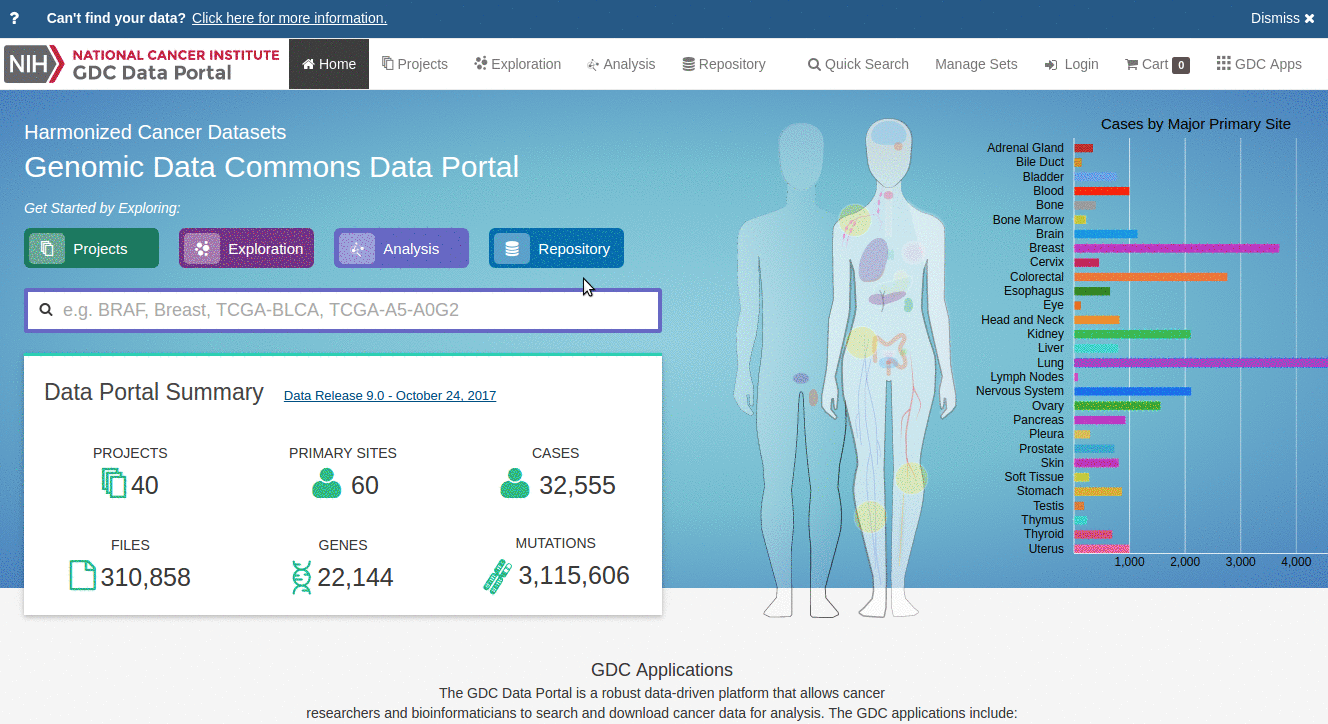 ? Can't find your data? Click here for more information. Dismiss ×
NIH NATIONAL CANCER INSTITUTE
GDC Data Portal
Home Projects Exploration Analysis Repository Quick Search Manage Sets Login Cart 0 GDC Apps
Harmonized Cancer Datasets
Genomic Data Commons Data Portal
Get Started by Exploring:
Projects Exploration Analysis Repository
e.g. BRAF, Breast, TCGA-BLCA, TCGA-A5-A0G2
Data Portal Summary Data Release 9.0 - October 24, 2017
PROJECTS PRIMARY SITES CASES
40 60 32,555
FILES GENES MUTATIONS
310,858 22,144 3,115,606
Cases by Major Primary Site
Adrenal Gland
Bile Duct
Bladder
Blood
Bone
Bone Marrow
Brain
Breast
Cervix
Colorectal
Esophagus
Eye
Head and Neck
Kidney
Liver
Lung
Lymph Nodes
Nervous System
Ovary
Pancreas
Pleura
Prostate
Skin
Soft Tissue
Stomach
Testis
Thymus
Thyroid
Uterus
1,000 2,000 3,000 4,000
GDC Applications
The GDC Data Portal is a robust data-driven platform that allows cancer
researchers and bioinformaticians to search and download cancer data for analysis. The GDC applications include: